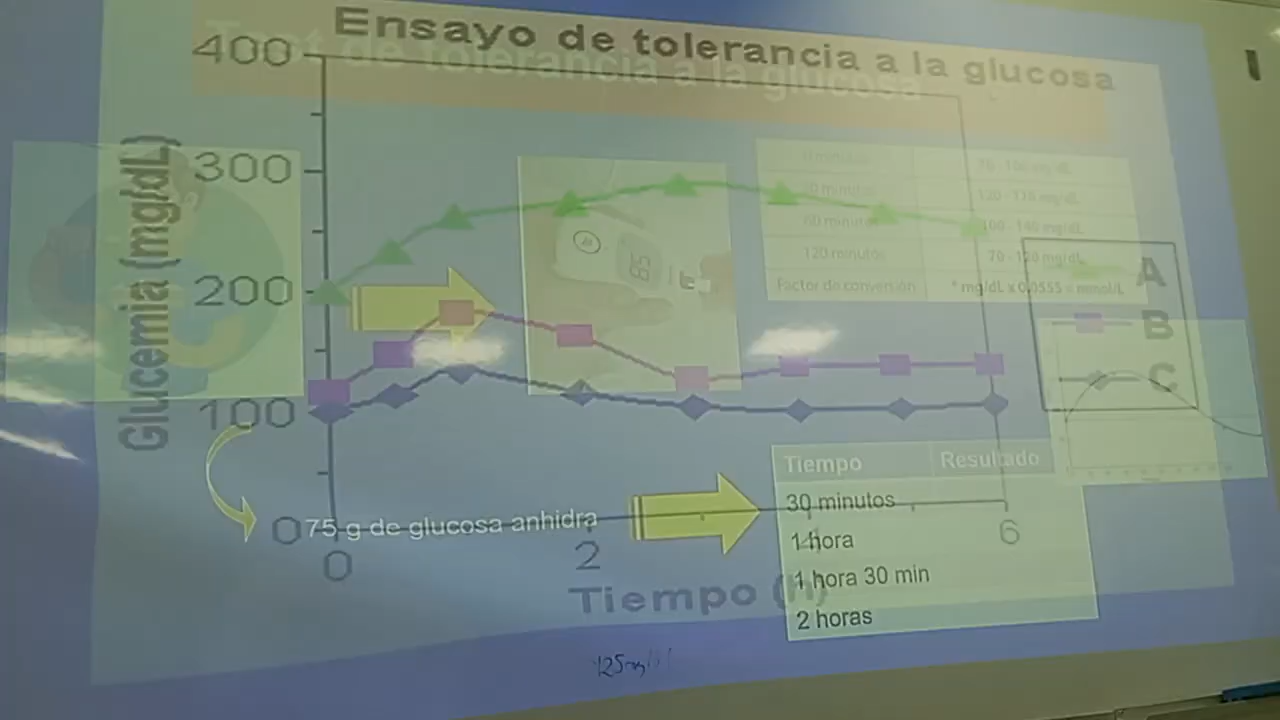 Ensayo de tolerancia a la glucosa
Test de tolerancia a la glucosa
Glucemia (mg/dL)
400
300
200
100
0
0
2
6
Tiempo (H)
A
B
C
120 minutos
70 - 120 mg/dL
Factor de conversión
* mg/dL x 0.0555 = mmol/L
75 g de glucosa anhidra
Tiempo Resultado
30 minutos
1 hora
1 hora 30 min
2 horas